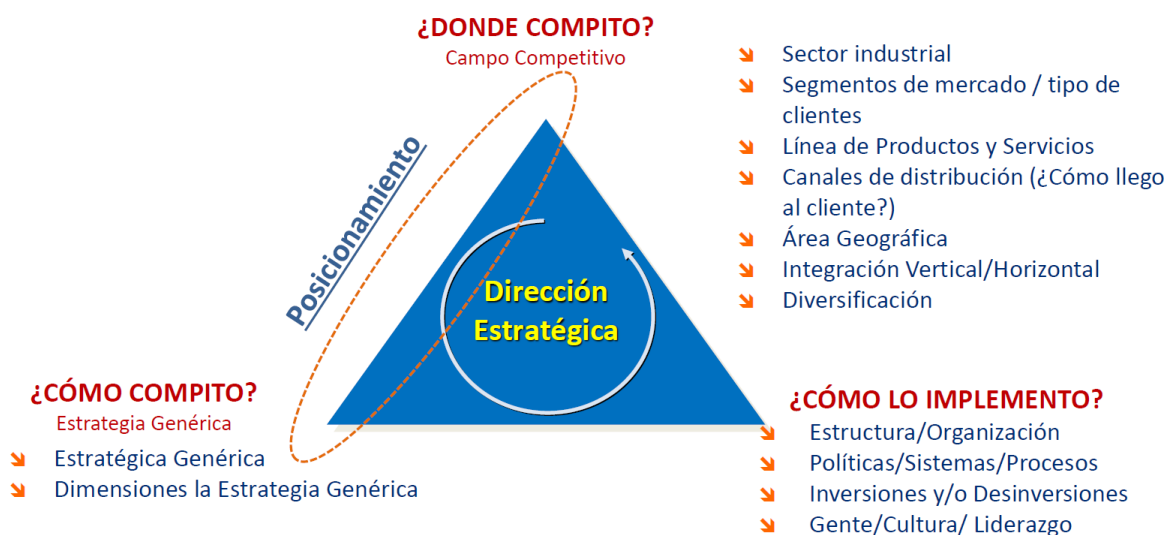 ¿DONDE COMPITO?
Campo Competitivo
Sector industrial
Segmentos de mercado / tipo de
clientes
Línea de Productos y Servicios
Canales de distribución (¿Cómo llego
al cliente?)
Área Geográfica
Integración Vertical/Horizontal
Diversificación
Posicionamiento
Dirección
Estratégica
¿CÓMO COMPITO?
Estrategia Genérica
Estratégica Genérica
Dimensiones la Estrategia Genérica
¿CÓMO LO IMPLEMENTO?
Estructura/Organización
Políticas/Sistemas/Procesos
Inversiones y/o Desinversiones
Gente/Cultura/ Liderazgo